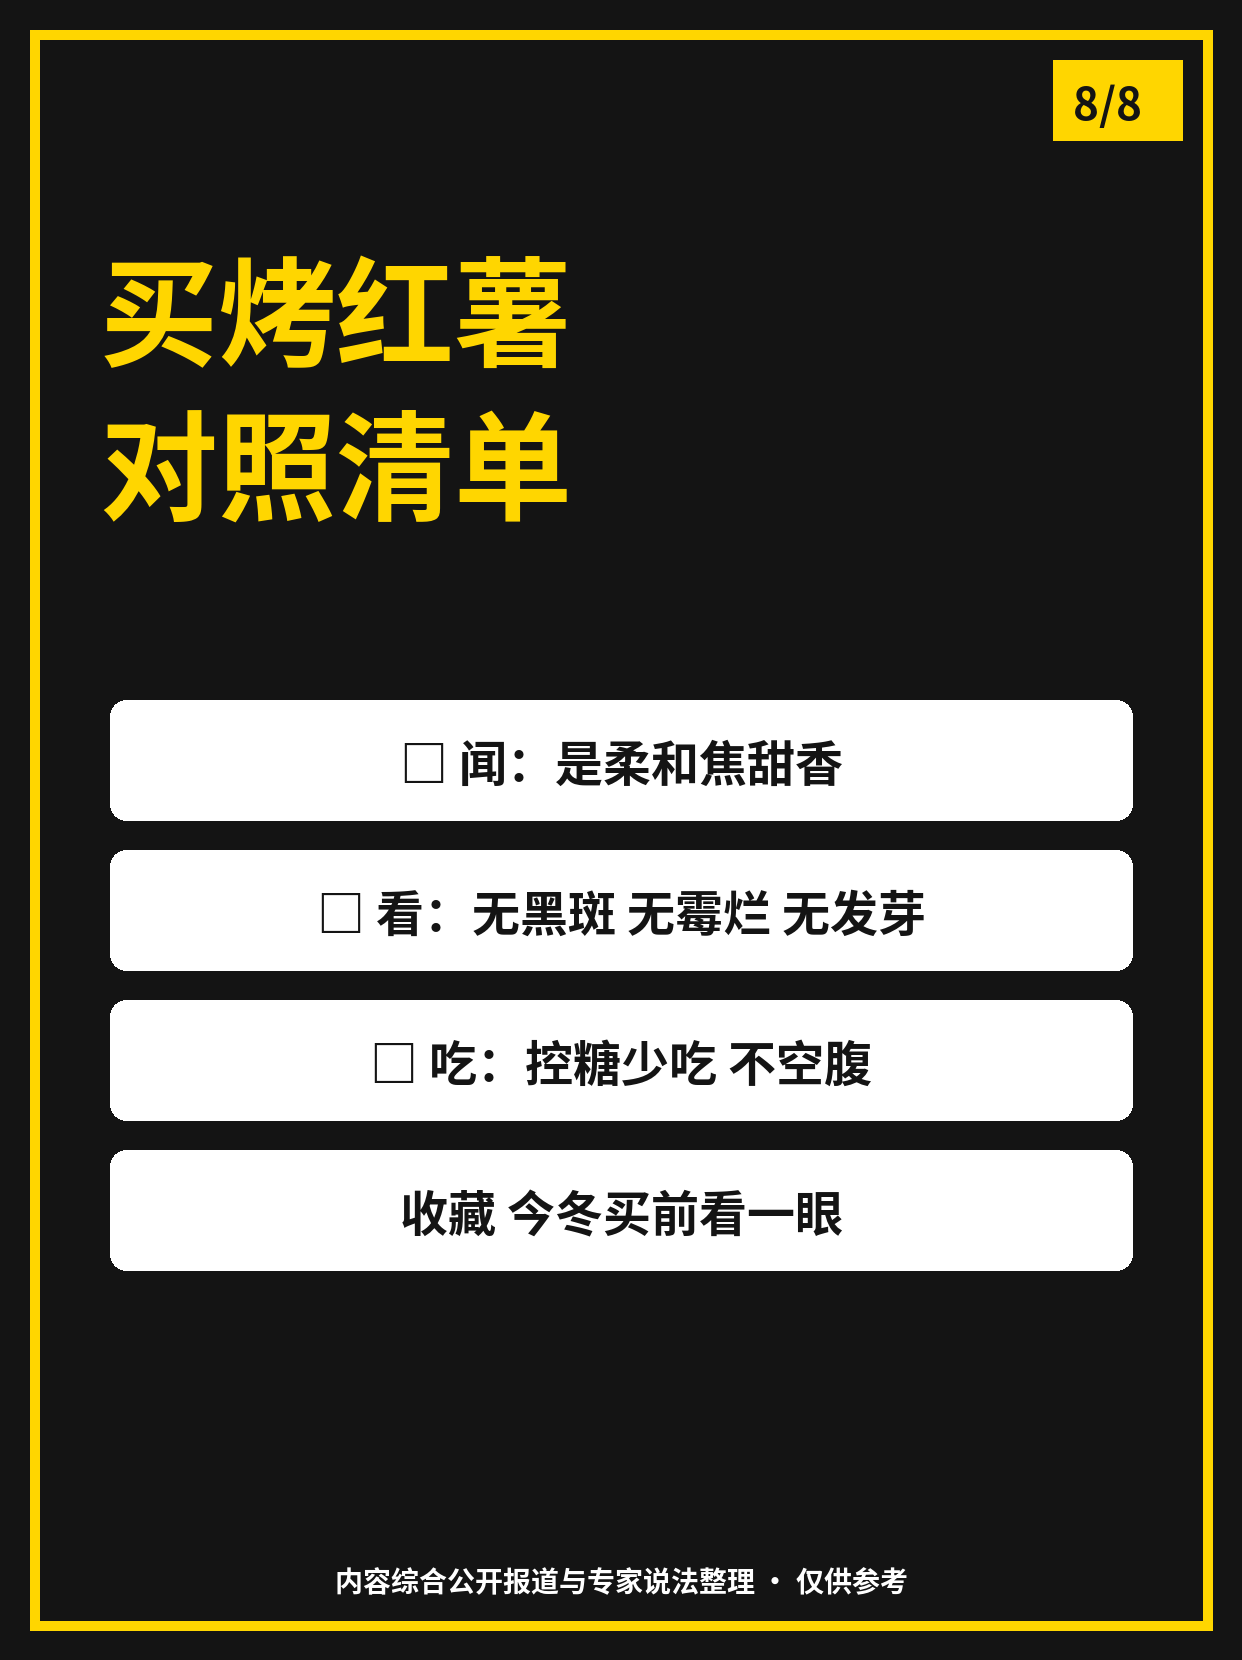 8/8
买烤红薯
对照清单
□ 闻：是柔和焦甜香
□ 看：无黑斑 无霉烂 无发芽
□ 吃：控糖少吃 不空腹
收藏 今冬买前看一眼
内容综合公开报道与专家说法整理 · 仅供参考